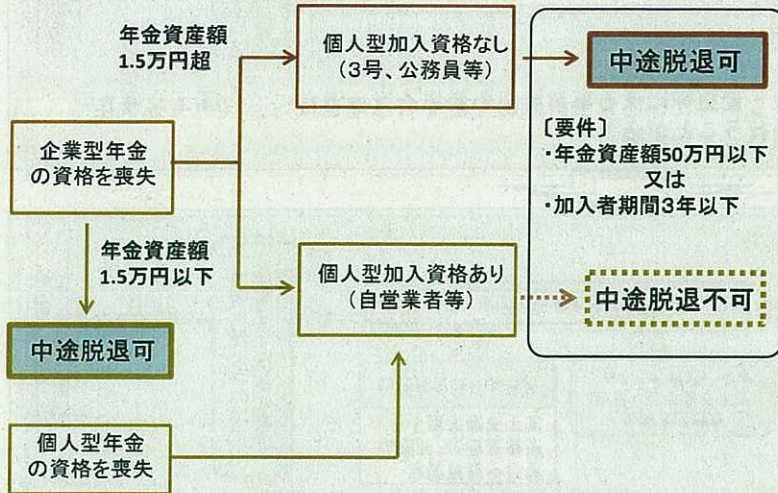 年金資産額
1.5万円超
個人型加入資格なし
（3号、公務員等）
中途脱退可
〔要件〕
・年金資産額50万円以下
又は
・加入者期間3年以下
企業型年金
の資格を喪失
年金資産額
1.5万円以下
個人型加入資格あり
（自営業者等）
中途脱退不可
中途脱退可
個人型年金
の資格を喪失